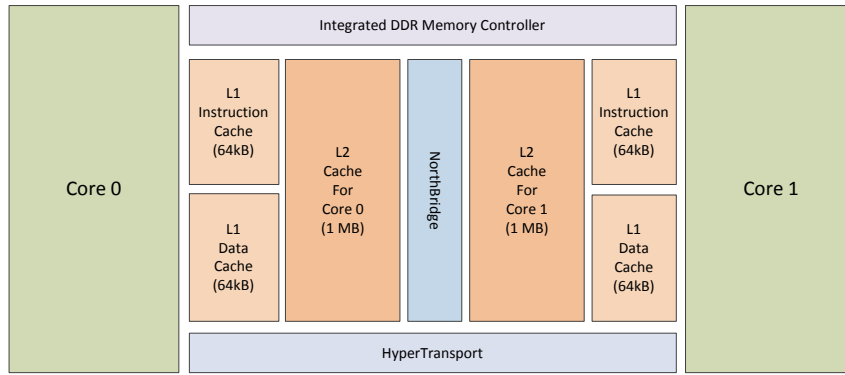 Integrated DDR Memory Controller
Core 0
L1
Instruction
Cache
(64kB)
L1
Data
Cache
(64kB)
L2
Cache
For
Core 0
(1 MB)
NorthBridge
L2
Cache
For
Core 1
(1 MB)
L1
Instruction
Cache
(64kB)
L1
Data
Cache
(64kB)
Core 1
HyperTransport